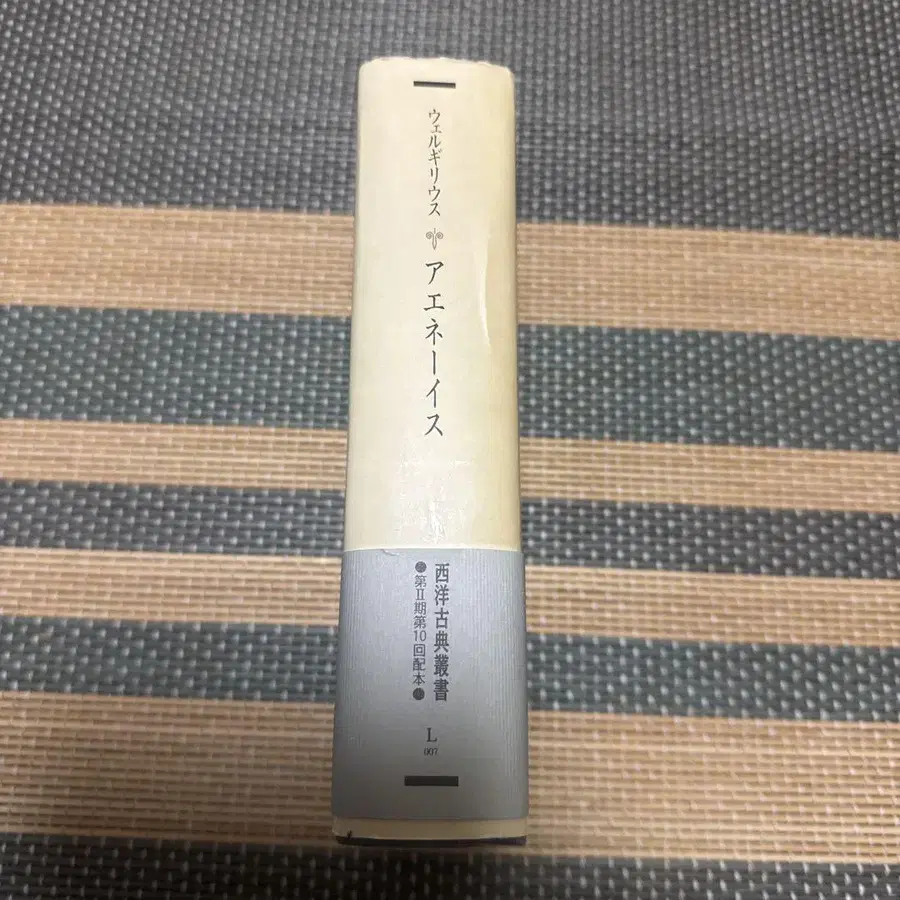 ウェルギリウス
アエネーイス
西洋古典叢書
●第Ⅱ期第10回配本●
L
007